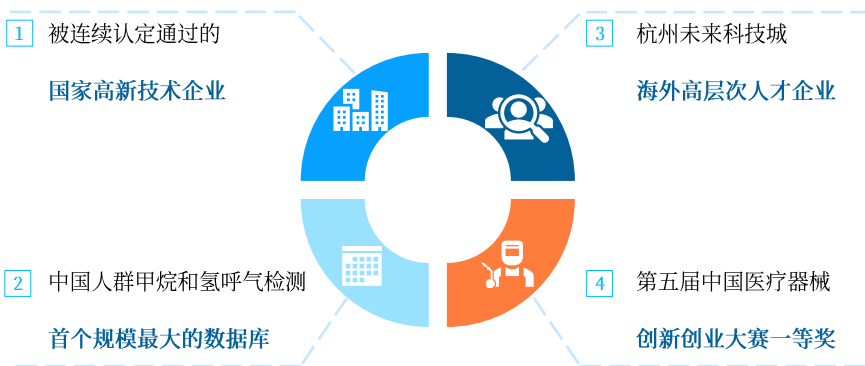 1 被连续认定通过的
国家高新技术企业
2 中国人群甲烷和氢呼气检测
首个规模最大的数据库
3 杭州未来科技城
海外高层次人才企业
4 第五届中国医疗器械
创新创业大赛一等奖